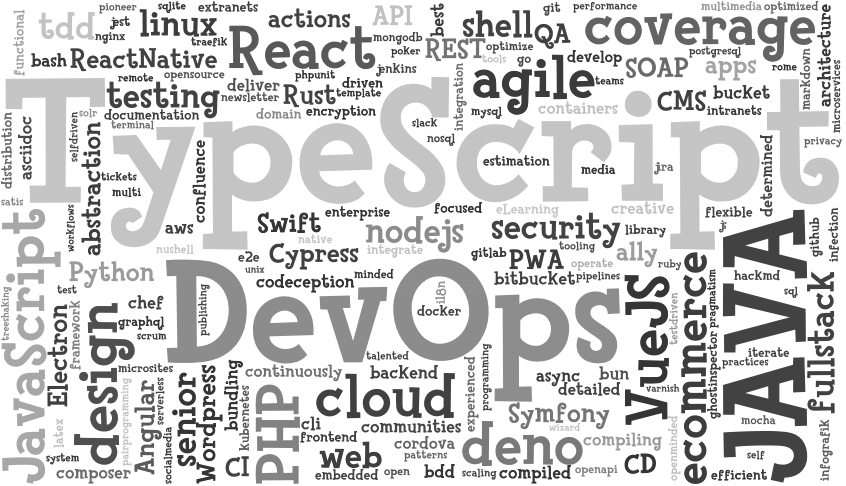 pioneer
sqlite
extranets
API
best
git
performance
multimedia
optimized
functional
tdd
jest
linux
actions
React
mongodb
shell
QA
coverage
architecture
nginx
traefik
poker
REST
optimize
develop
postgresql
bash
ReactNative
jenkins
tools
go
SOAP
apps
rome
markdown
remote
opensource
phpunit
agile
teams
testing
deliver
driven
integration
CMS
bucket
microservices
newsletter
Rust
template
mysql
containers
intranets
distribution
asciidoc
solr
selfdriven
documentation
domain
encryption
terminal
slack
nosql
privacy
TypeScript
abstraction
tickets
multi
confluence
estimation
media
jira
determined
satis
workflows
aws
Swift
enterprise
focused
eLearning
creative
flexible
JavaScript
nushell
native
nodejs
security
library
js
github
infection
integrate
gitlab
tooling
ally
ruby
JAVA
Python
e2e
unix
Cypress
minded
PWA
operate
pipelines
hackmd
codeception
bitbucket
sql
test
chef
publishing
DevOps
i18n
docker
VueJS
ecommerce
pragmatism
fullstack
treeshaking
Electron
framework
graphql
scrum
design
testdriven
ghostinspector
iterate
practices
microsites
talented
continuously
backend
experienced
programming
async
bun
detailed
varnish
Angular
serverless
senior
Wordpress
bundling
kubernetes
PHP
cloud
Symfony
mocha
infografik
latex
pairprogramming
cli
communities
wizard
compiling
openminded
frontend
cordova
deno
system
socialmedia
CI
web
patterns
CD
self
composer
embedded
open
bdd
scaling
compiled
openapi
efficient